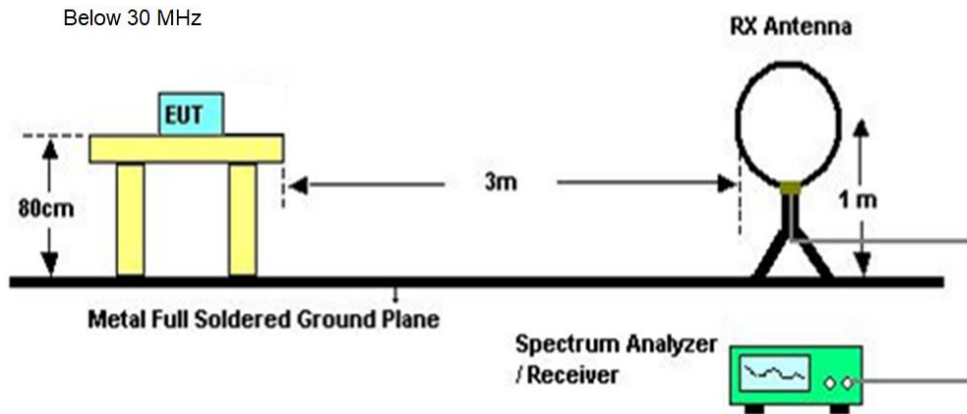 Below 30 MHz
RX Antenna
EUT
3m
80cm
1 m
Metal Full Soldered Ground Plane
Spectrum Analyzer
/ Receiver